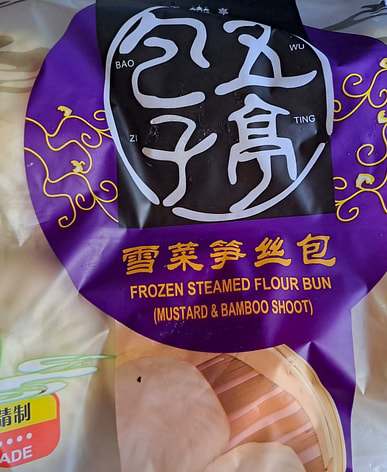 五 WU
包 BAO
亭 TING
子 ZI
雪菜笋丝包
FROZEN STEAMED FLOUR BUN
(MUSTARD & BAMBOO SHOOT)
精制
ADE